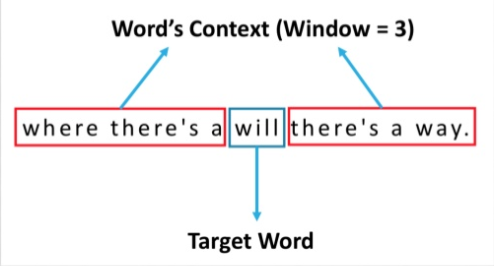 Word's Context (Window = 3)
where there's a will there's a way.
Target Word